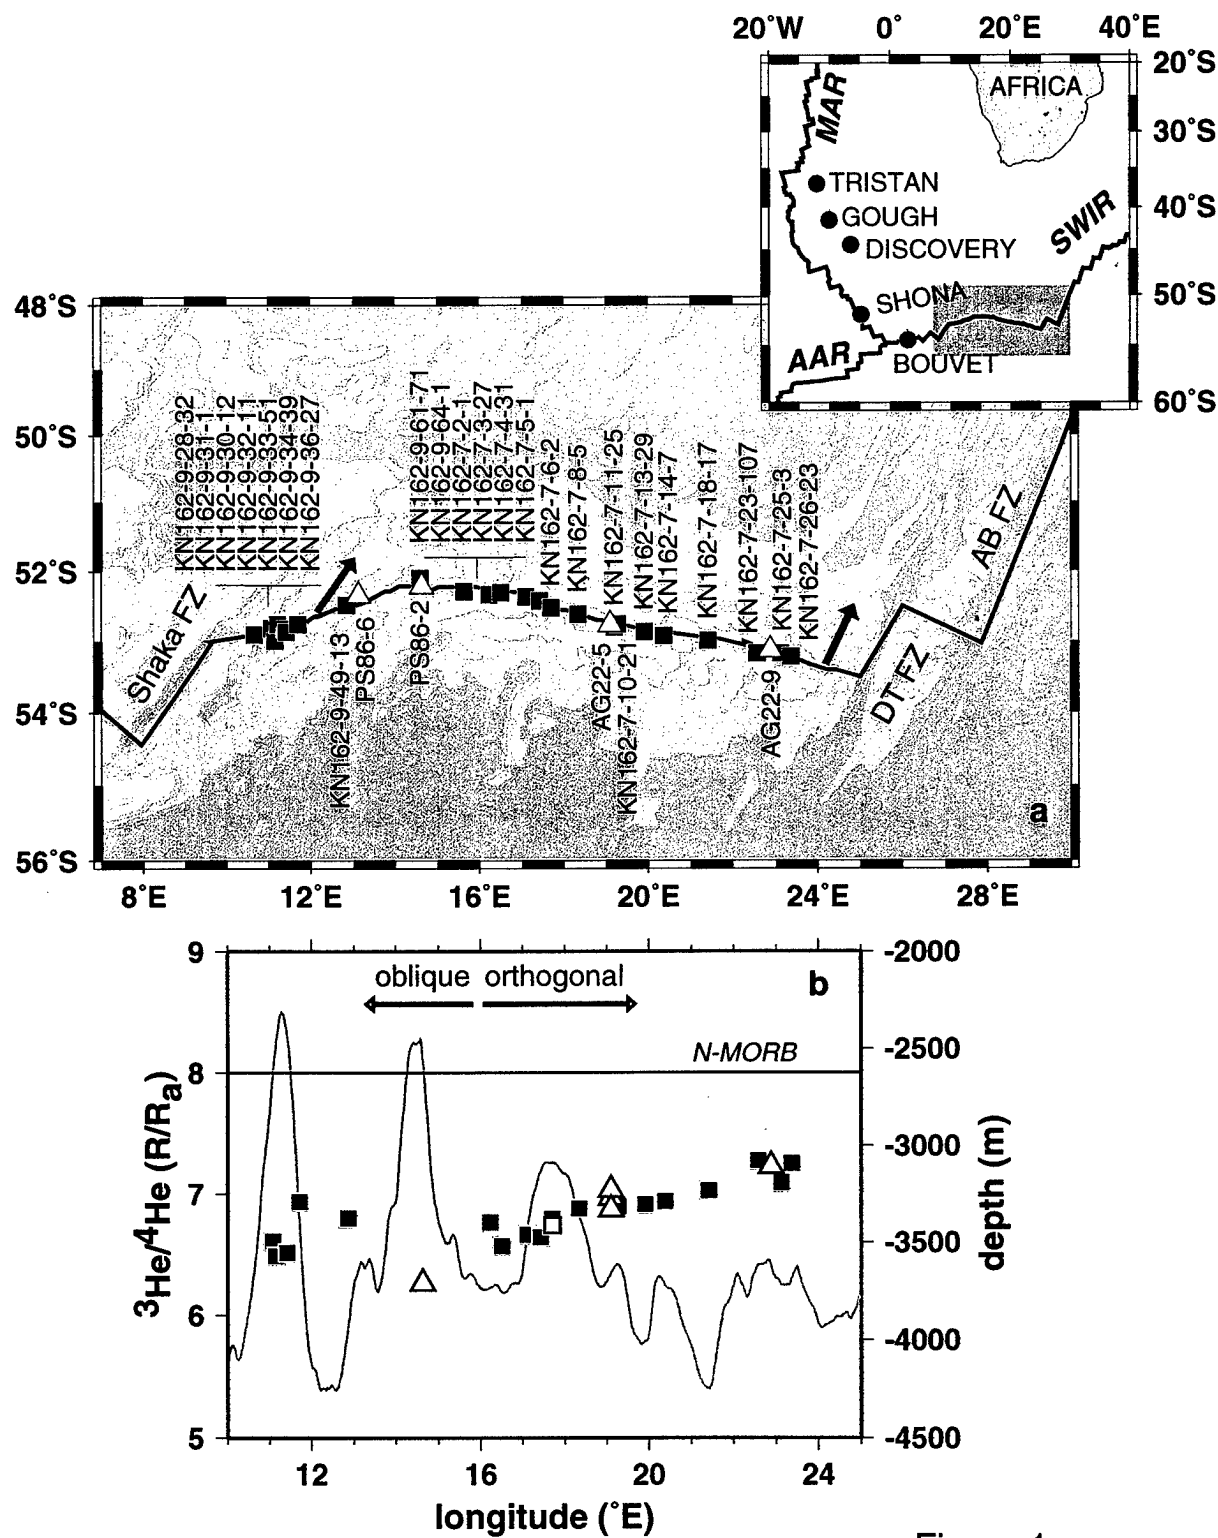 20°W 0° 20°E 40°E
20°S
AFRICA
MAR
30°S
TRISTAN
40°S
GOUGH
SWIR
DISCOVERY
50°S
SHONA
AAR
BOUVET
60°S
48°S
50°S
52°S
54°S
56°S
KN162-9-28-32
KN162-9-31-1
KN162-9-30-12
KN162-9-32-11
KN162-9-33-51
KN162-9-34-39
KN162-9-36-27
KN162-9-61-71
KN162-9-64-1
KN162-7-2-1
KN162-7-3-27
KN162-7-4-31
KN162-7-5-1
KN162-7-6-2
KN162-7-8-5
KN162-7-11-25
KN162-7-13-29
KN162-7-14-7
KN162-7-18-17
KN162-7-23-107
KN162-7-25-3
KN162-7-26-23
Shaka FZ
AB FZ
DT FZ
KN162-9-49-13
PS86-6
PS86-2
AG22-5
KN162-7-10-21
AG22-9
a
8°E 12°E 16°E 20°E 24°E 28°E
oblique orthogonal
b
N-MORB
9
8
7
6
5
³He/⁴He (R/Rₐ)
-2000
-2500
-3000
-3500
-4000
-4500
depth (m)
12 16 20 24
longitude (°E)